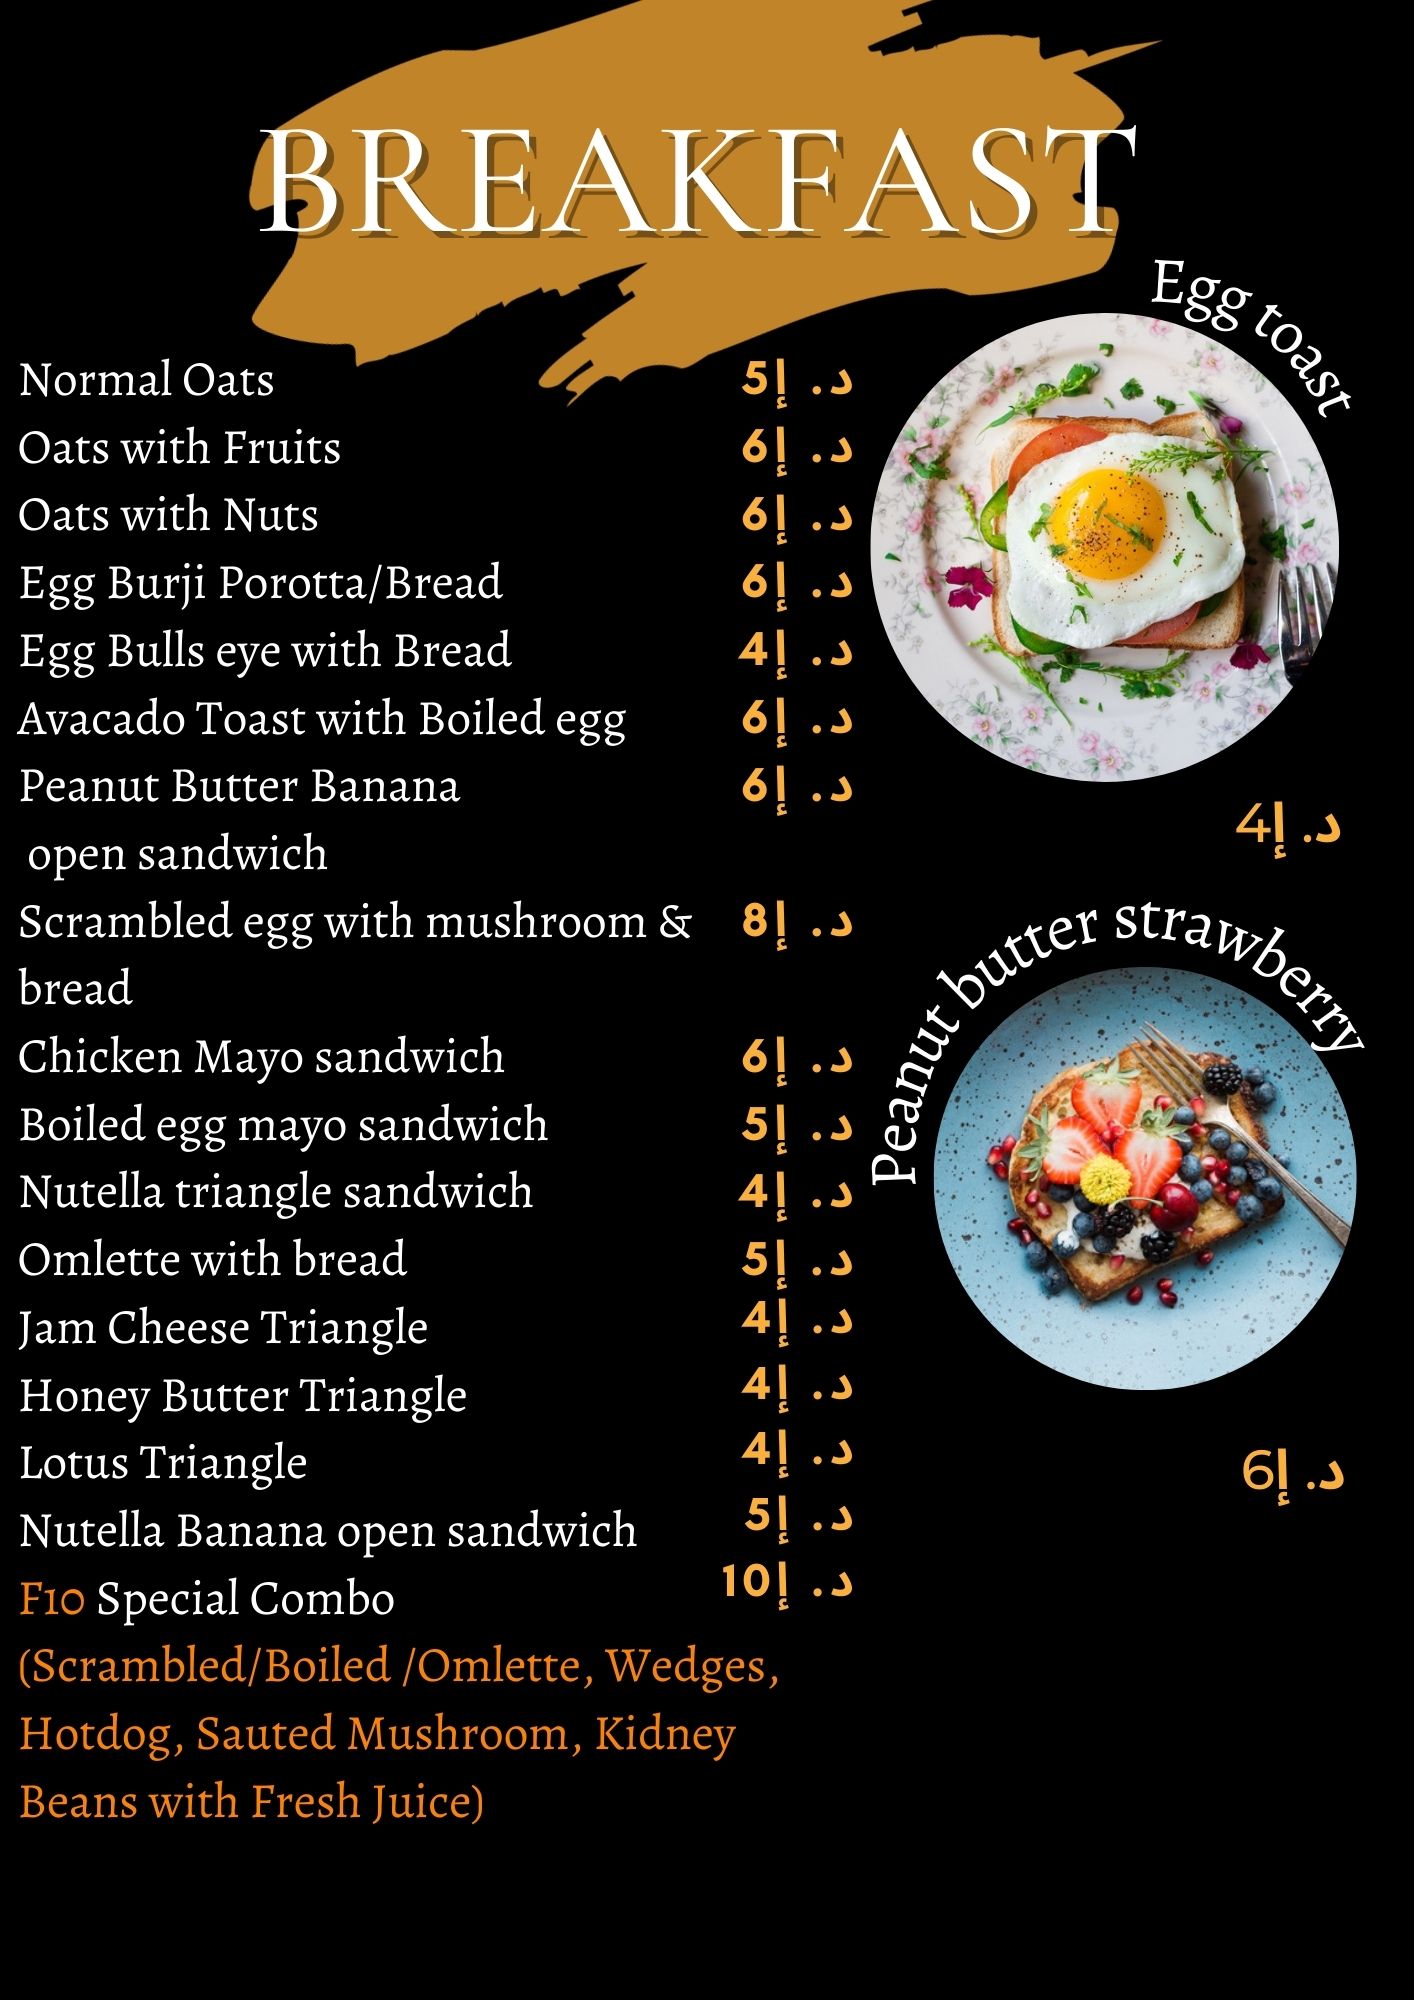 BREAKFAST
Egg toast
Normal Oats 5د. إ
Oats with Fruits 6د. إ
Oats with Nuts 6د. إ
Egg Burji Porotta/Bread 6د. إ
Egg Bulls eye with Bread 4د. إ
Avacado Toast with Boiled egg 6د. إ
Peanut Butter Banana 6د. إ
open sandwich
4د. إ
Scrambled egg with mushroom & 8د. إ
bread
Peanut butter strawberry
Chicken Mayo sandwich 6د. إ
Boiled egg mayo sandwich 5د. إ
Nutella triangle sandwich 4د. إ
Omlette with bread 5د. إ
Jam Cheese Triangle 4د. إ
Honey Butter Triangle 4د. إ
Lotus Triangle 4د. إ
6د. إ
Nutella Banana open sandwich 5د. إ
F10 Special Combo 10د. إ
(Scrambled/Boiled /Omlette, Wedges,
Hotdog, Sauted Mushroom, Kidney
Beans with Fresh Juice)